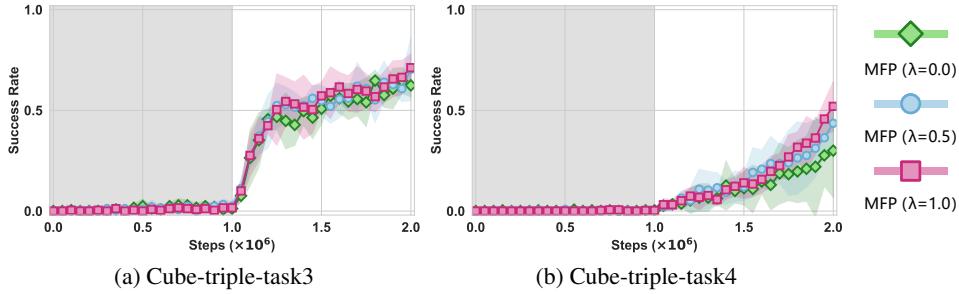 1.0
0.5
0.0
Success Rate
0.0 0.5 1.0 1.5 2.0
Steps (×10⁶)
(a) Cube-triple-task3
1.0
0.5
0.0
Success Rate
0.0 0.5 1.0 1.5 2.0
Steps (×10⁶)
(b) Cube-triple-task4
MFP (λ=0.0)
MFP (λ=0.5)
MFP (λ=1.0)